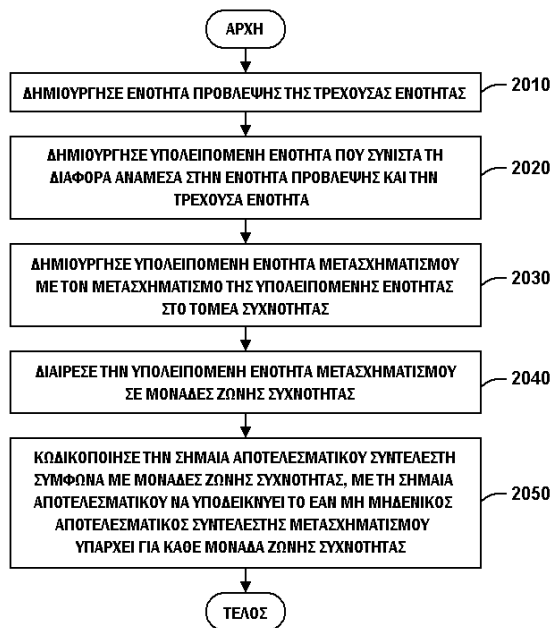 ΑΡΧΗ
ΔΗΜΙΟΥΡΓΗΣΕ ΕΝΟΤΗΤΑ ΠΡΟΒΛΕΨΗΣ ΤΗΣ ΤΡΕΧΟΥΣΑΣ ΕΝΟΤΗΤΑΣ
2010
ΔΗΜΙΟΥΡΓΗΣΕ ΥΠΟΛΕΙΠΟΜΕΝΗ ΕΝΟΤΗΤΑ ΠΟΥ ΣΥΝΙΣΤΑ ΤΗ
ΔΙΑΦΟΡΑ ΑΝΑΜΕΣΑ ΣΤΗΝ ΕΝΟΤΗΤΑ ΠΡΟΒΛΕΨΗΣ ΚΑΙ ΤΗΝ
ΤΡΕΧΟΥΣΑ ΕΝΟΤΗΤΑ
2020
ΔΗΜΙΟΥΡΓΗΣΕ ΥΠΟΛΕΙΠΟΜΕΝΗ ΕΝΟΤΗΤΑ ΜΕΤΑΣΧΗΜΑΤΙΣΜΟΥ
ΜΕ ΤΟΝ ΜΕΤΑΣΧΗΜΑΤΙΣΜΟ ΤΗΣ ΥΠΟΛΕΙΠΟΜΕΝΗΣ ΕΝΟΤΗΤΑΣ
ΣΤΟ ΤΟΜΕΑ ΣΥΧΝΟΤΗΤΑΣ
2030
ΔΙΑΙΡΕΣΕ ΤΗΝ ΥΠΟΛΕΙΠΟΜΕΝΗ ΕΝΟΤΗΤΑ ΜΕΤΑΣΧΗΜΑΤΙΣΜΟΥ
ΣΕ ΜΟΝΑΔΕΣ ΖΩΝΗΣ ΣΥΧΝΟΤΗΤΑΣ
2040
ΚΩΔΙΚΟΠΟΙΗΣΕ ΤΗΝ ΣΗΜΑΙΑ ΑΠΟΤΕΛΕΣΜΑΤΙΚΟΥ ΣΥΝΤΕΛΕΣΤΗ
ΣΥΜΦΩΝΑ ΜΕ ΜΟΝΑΔΕΣ ΖΩΝΗΣ ΣΥΧΝΟΤΗΤΑΣ, ΜΕ ΤΗ ΣΗΜΑΙΑ
ΑΠΟΤΕΛΕΣΜΑΤΙΚΟΥ ΝΑ ΥΠΟΔΕΙΚΝΥΕΙ ΤΟ ΕΑΝ ΜΗ ΜΗΔΕΝΙΚΟΣ
ΑΠΟΤΕΛΕΣΜΑΤΙΚΟΣ ΣΥΝΤΕΛΕΣΤΗΣ ΜΕΤΑΣΧΗΜΑΤΙΣΜΟΥ
ΥΠΑΡΧΕΙ ΓΙΑ ΚΑΘΕ ΜΟΝΑΔΑ ΖΩΝΗΣ ΣΥΧΝΟΤΗΤΑΣ
2050
ΤΕΛΟΣ